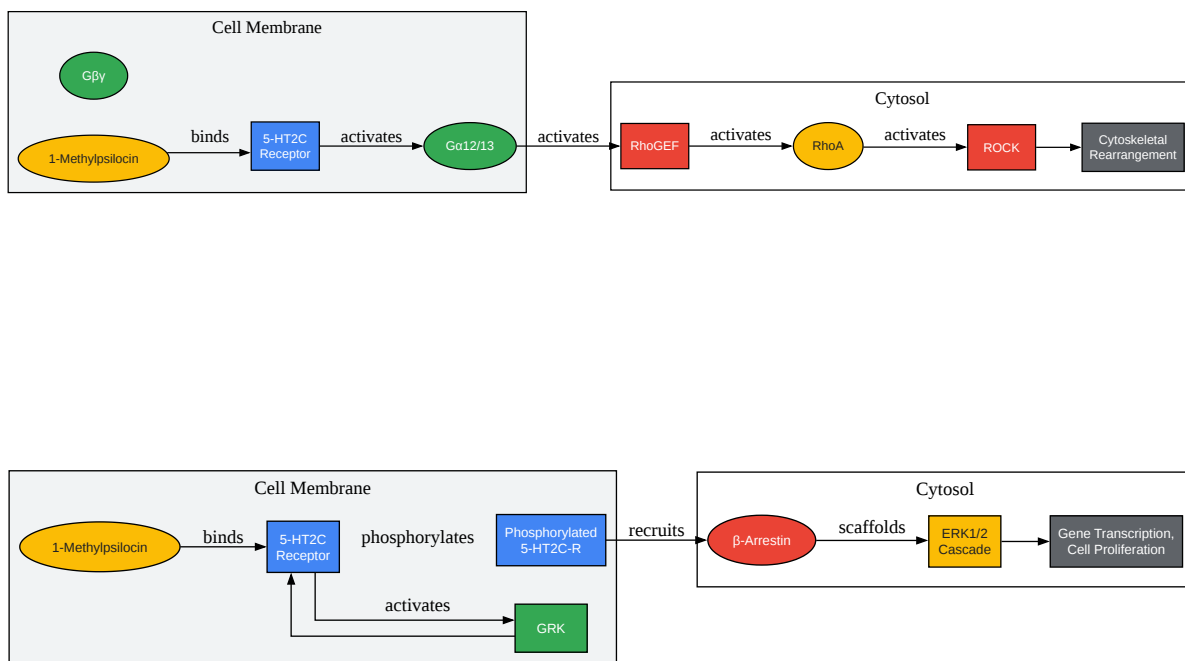 Cell Membrane
Gβγ
1-Methylpsilocin
binds
5-HT2C
Receptor
activates
Gα12/13
activates
Cytosol
RhoGEF
activates
RhoA
activates
ROCK
Cytoskeletal
Rearrangement
Cell Membrane
1-Methylpsilocin
binds
5-HT2C
Receptor
phosphorylates
Phosphorylated
5-HT2C-R
activates
GRK
recruits
Cytosol
β-Arrestin
scaffolds
ERK1/2
Cascade
Gene Transcription,
Cell Proliferation